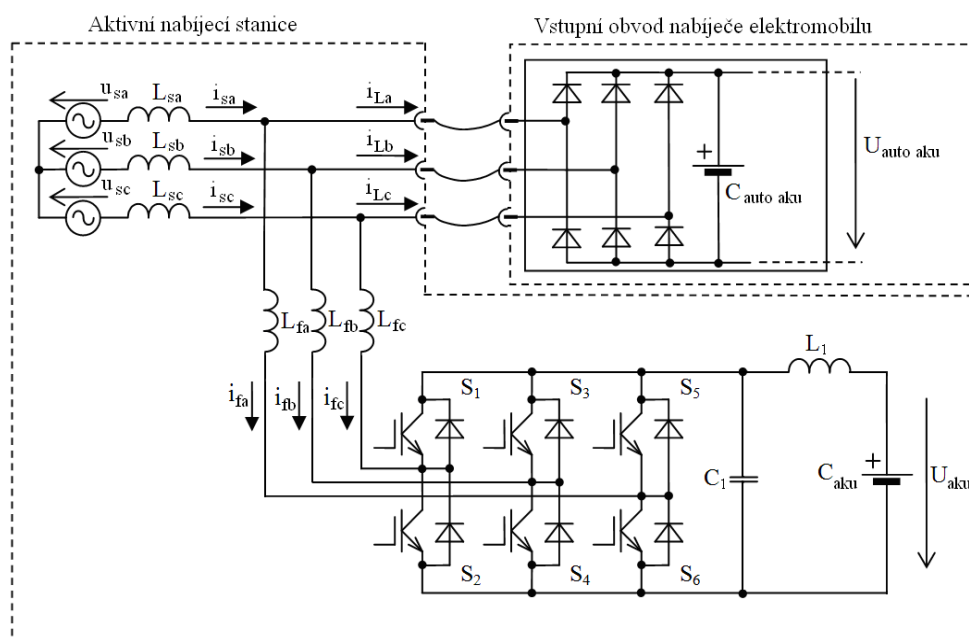 Aktivní nabíjecí stanice
Vstupní obvod nabíječe elektromobilu
u_sa L_sa i_sa i_La
u_sb L_sb i_sb i_Lb
u_sc L_sc i_sc i_Lc
+
C_auto aku
U_auto aku
L_fa L_fb L_fc
i_fa i_fb i_fc
S_1 S_3 S_5
L_1
C_1
+
C_aku
U_aku
S_2 S_4 S_6